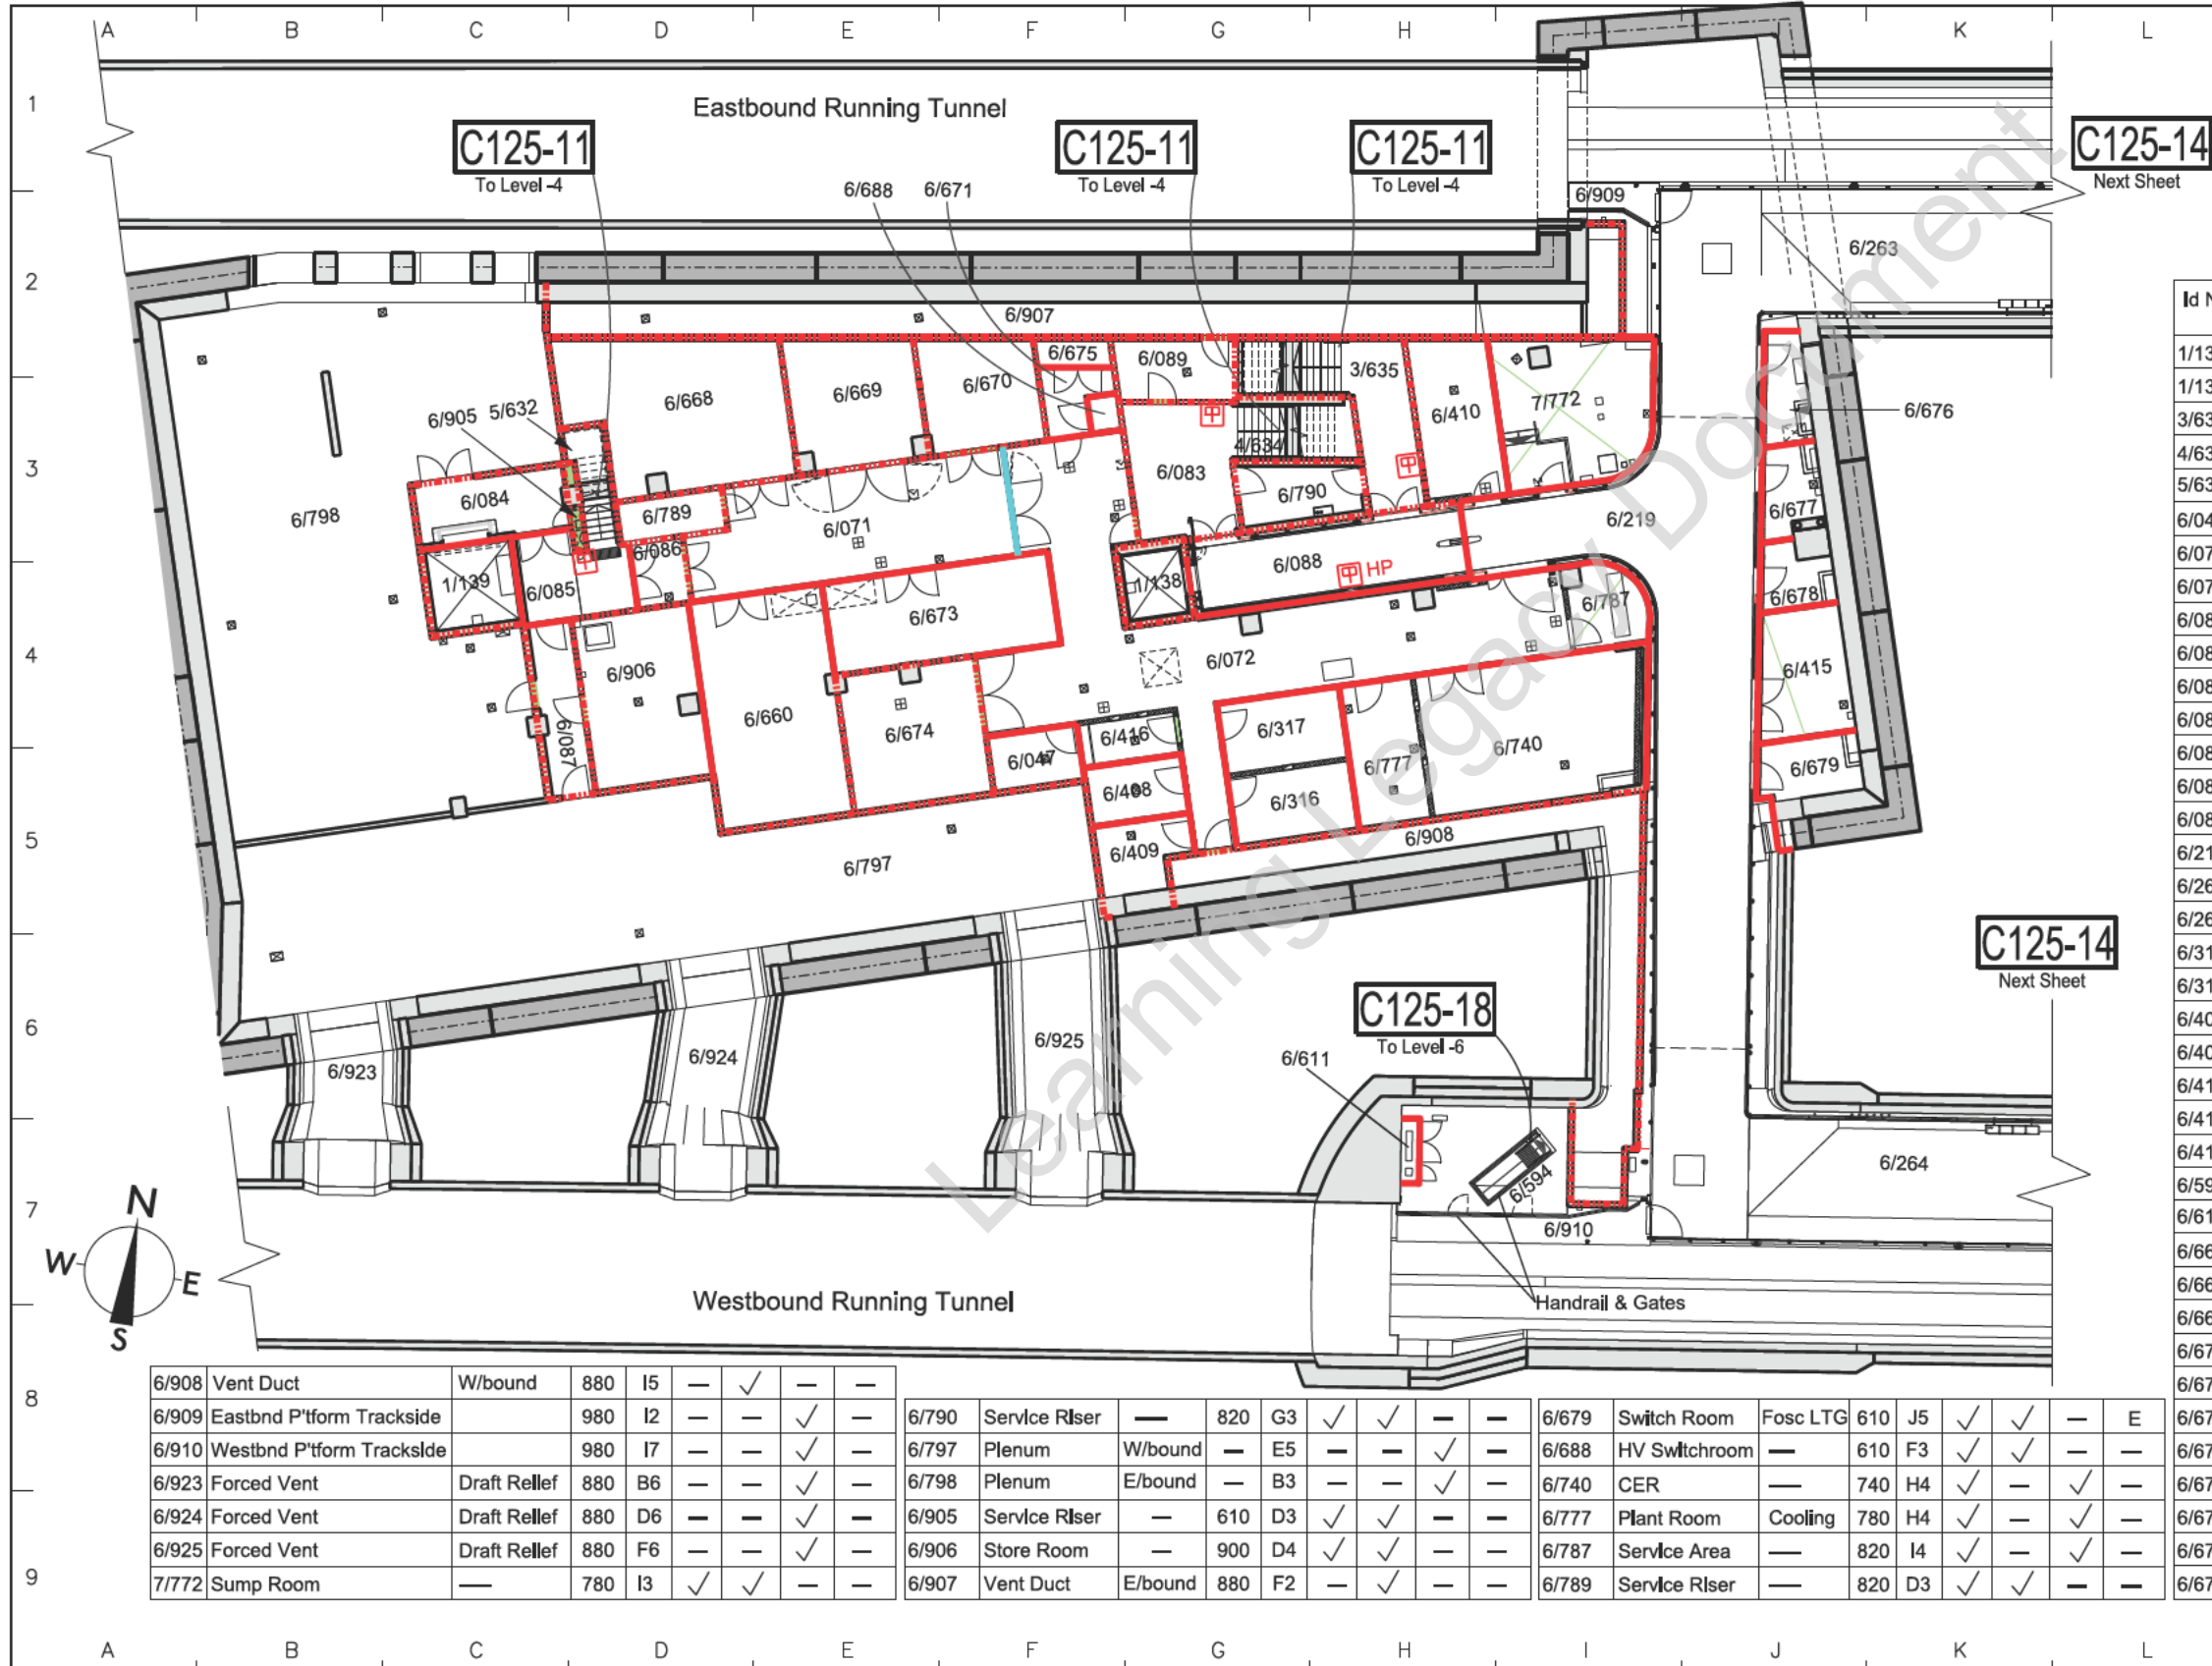 A B C D E F G H K L
1
Eastbound Running Tunnel
C125-11
To Level -4
C125-11
To Level -4
C125-11
To Level -4
C125-14
Next Sheet
6/688 6/671
6/909
6/263
2
6/907
6/675 6/089 3/635
6/668 6/669 6/670 6/410 7/772 6/676
6/905 5/632
3
6/084 6/083 4/634
6/798 6/789 6/071 6/790 6/219 6/677
6/086
1/139 6/085 1/138 6/088 HP 6/787 6/678
6/673
4
6/906 6/072 6/415
6/660 6/674 6/317
6/087 6/047 6/416 6/777 6/740 6/679
6/408 6/316
5
6/797 6/409 6/908
C125-14
Next Sheet
C125-18
To Level -6
6
6/923 6/924 6/925 6/611
6/594 6/264
7
6/910
N
W E
S
Westbound Running Tunnel
Handrail & Gates
8
9
6/908 Vent Duct W/bound 880 I5 — ✓ — —
6/909 Eastbnd P'tform Trackside 980 I2 — — ✓ —
6/910 Westbnd P'tform Trackside 980 I7 — — ✓ —
6/923 Forced Vent Draft Relief 880 B6 — — ✓ —
6/924 Forced Vent Draft Relief 880 D6 — — ✓ —
6/925 Forced Vent Draft Relief 880 F6 — — ✓ —
7/772 Sump Room — 780 I3 ✓ ✓ — —
6/790 Service Riser — 820 G3 ✓ ✓ — —
6/797 Plenum W/bound — E5 — — ✓ —
6/798 Plenum E/bound — B3 — — ✓ —
6/905 Service Riser — 610 D3 ✓ ✓ — —
6/906 Store Room — 900 D4 ✓ ✓ — —
6/907 Vent Duct E/bound 880 F2 — ✓ — —
6/679 Switch Room Fosc LTG 610 J5 ✓ ✓ — E
6/688 HV Switchroom — 610 F3 ✓ ✓ — —
6/740 CER — 740 H4 ✓ — ✓ —
6/777 Plant Room Cooling 780 H4 ✓ — ✓ —
6/787 Service Area — 820 I4 ✓ — ✓ —
6/789 Service Riser — 820 D3 ✓ ✓ — —
Id
A B C D E F G H I J K L
Learning Legacy Document